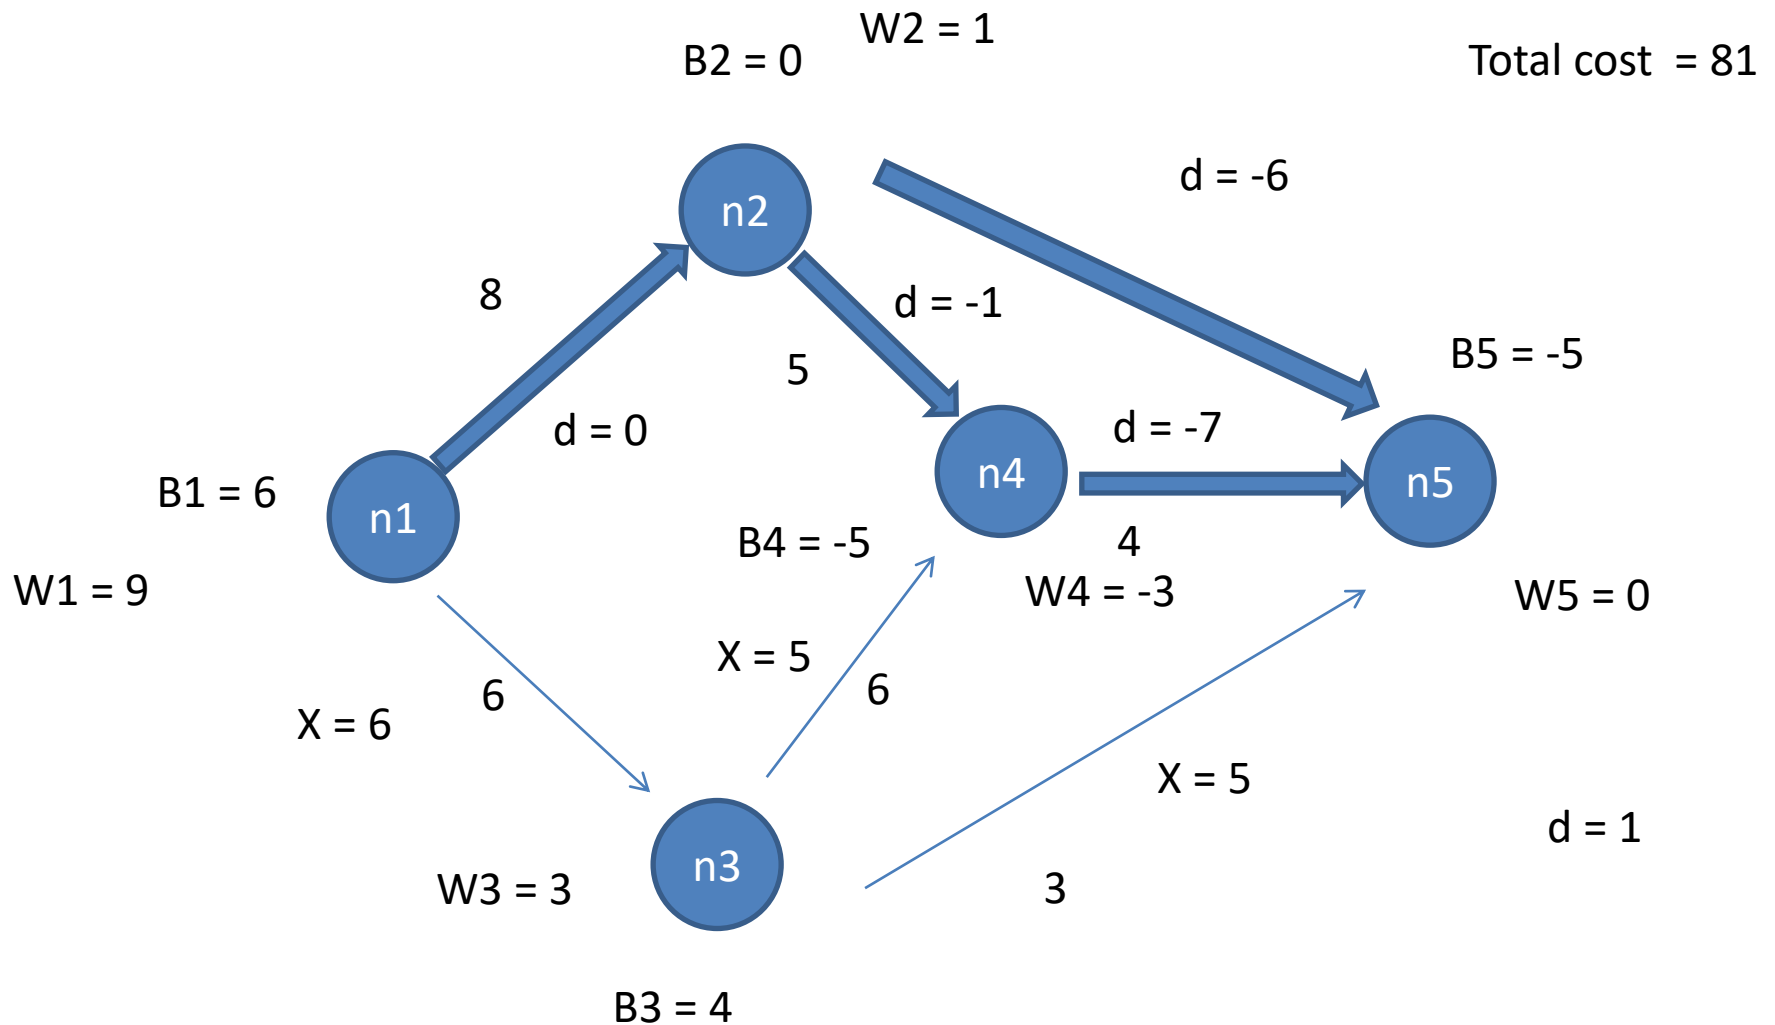 W2 = 1
B2 = 0
Total cost = 81
d = -6
n2
8
d = -1
5
B5 = -5
d = 0
d = -7
n4
n5
B1 = 6
n1
B4 = -5
4
W1 = 9
W4 = -3
W5 = 0
X = 5
6
6
X = 6
X = 5
d = 1
n3
W3 = 3
3
B3 = 4